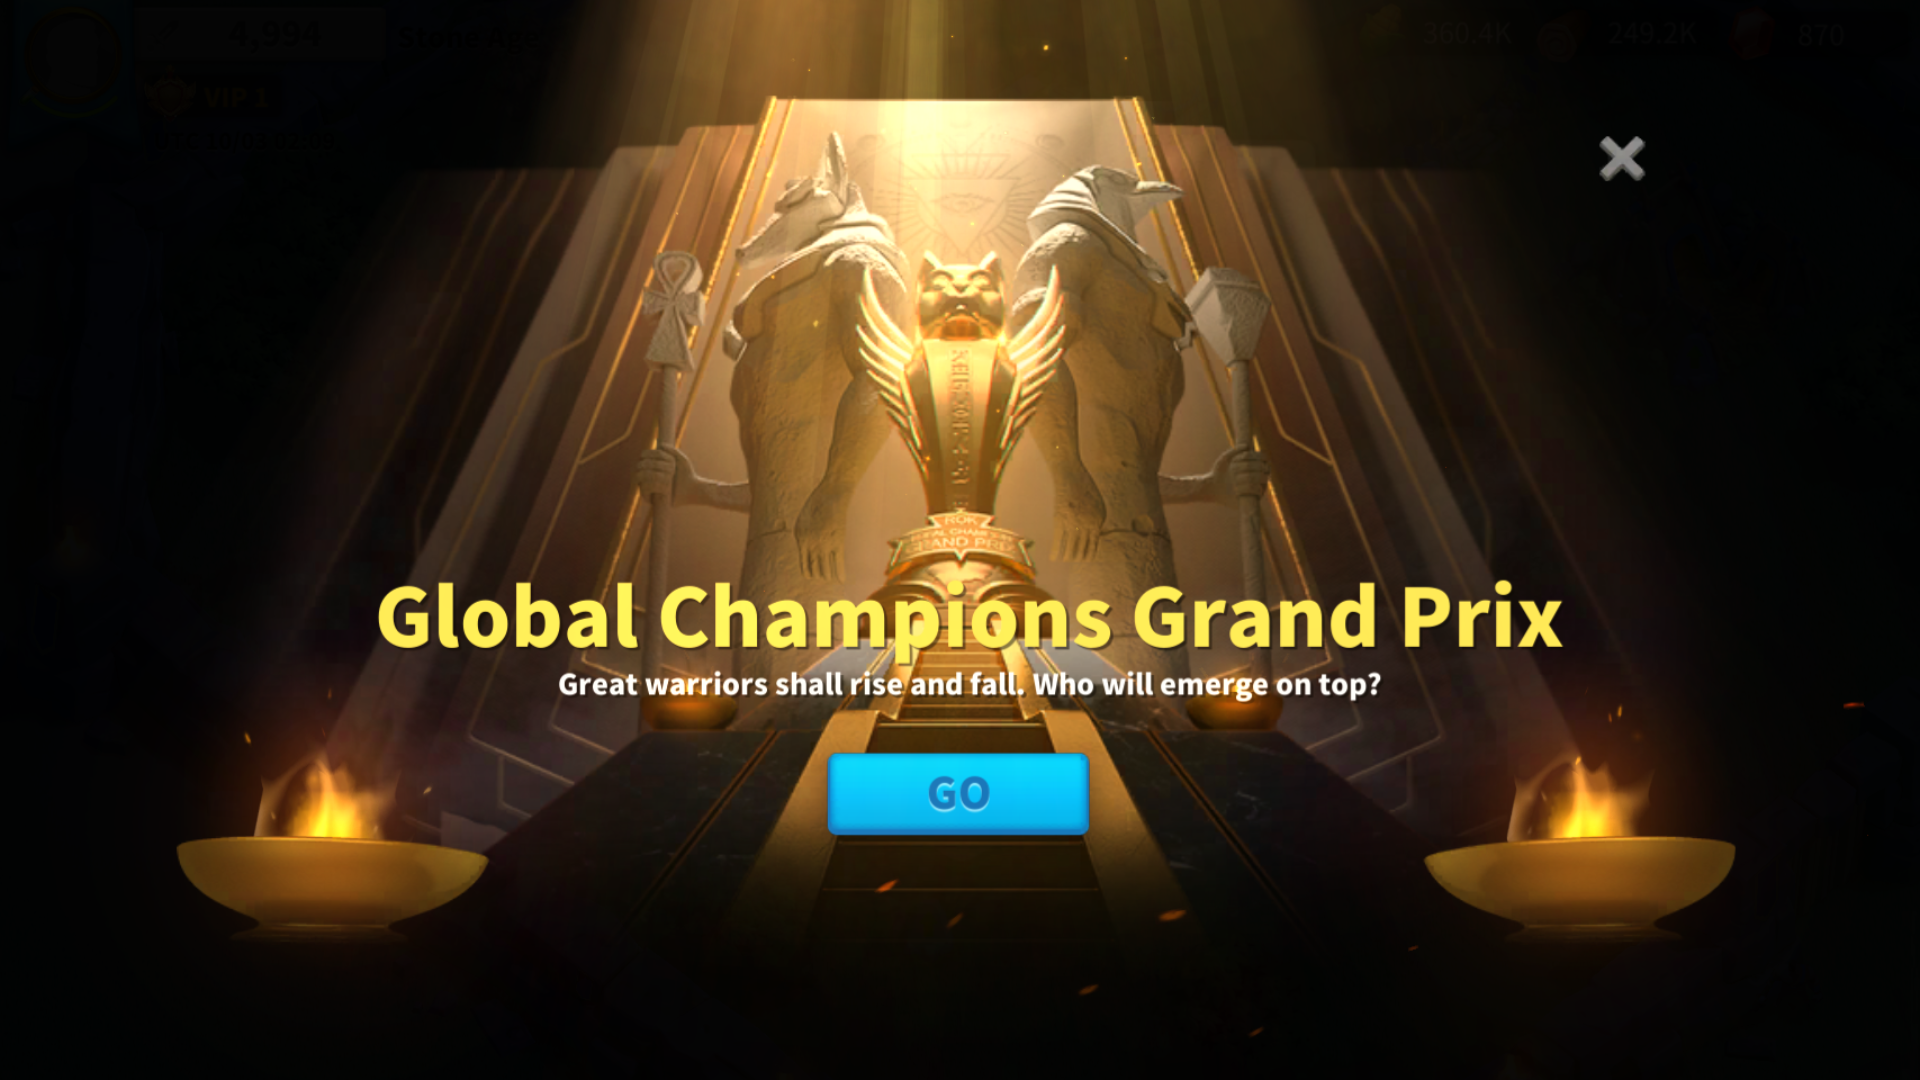 4,994
Stone Age
360.4K
249.2K
870
VIP 1
ROK
GRAND PRIX
Global Champions Grand Prix
Great warriors shall rise and fall. Who will emerge on top?
GO